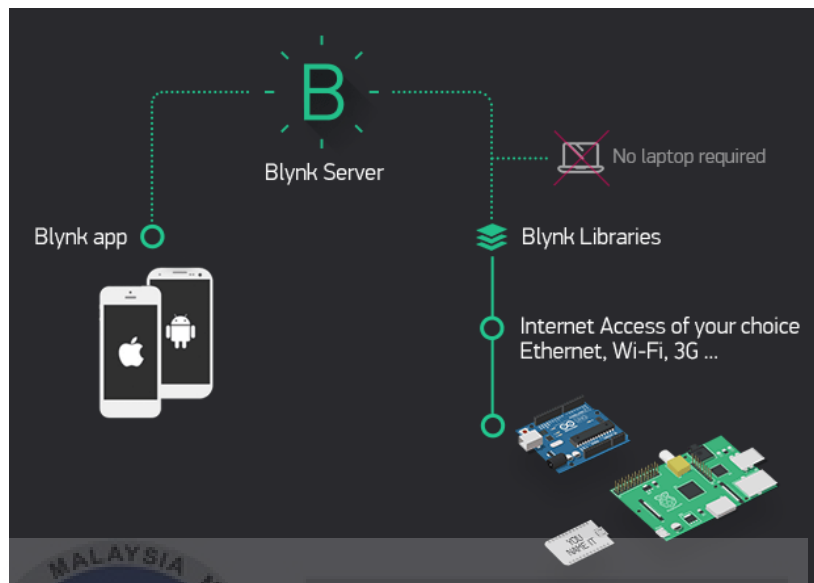 B
Blynk Server
No laptop required
Blynk app
Blynk Libraries
Internet Access of your choice
Ethernet, Wi-Fi, 3G ...
YOU
NAME IT
MALAYSIA